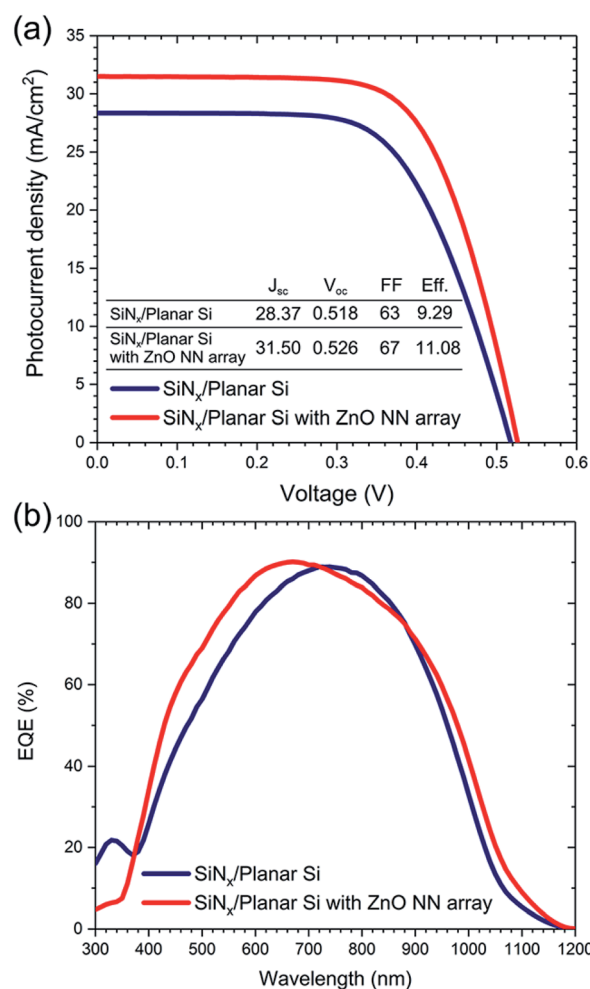 (a)
35
30
25
20
15
10
5
0
Photocurrent density (mA/cm²)
Jsc Voc FF Eff.
SiNx/Planar Si 28.37 0.518 63 9.29
SiNx/Planar Si
with ZnO NN array 31.50 0.526 67 11.08
SiNx/Planar Si
SiNx/Planar Si with ZnO NN array
0.0 0.1 0.2 0.3 0.4 0.5 0.6
Voltage (V)
(b)
100
80
60
40
20
0
EQE (%)
SiNx/Planar Si
SiNx/Planar Si with ZnO NN array
300 400 500 600 700 800 900 1000 1100 1200
Wavelength (nm)